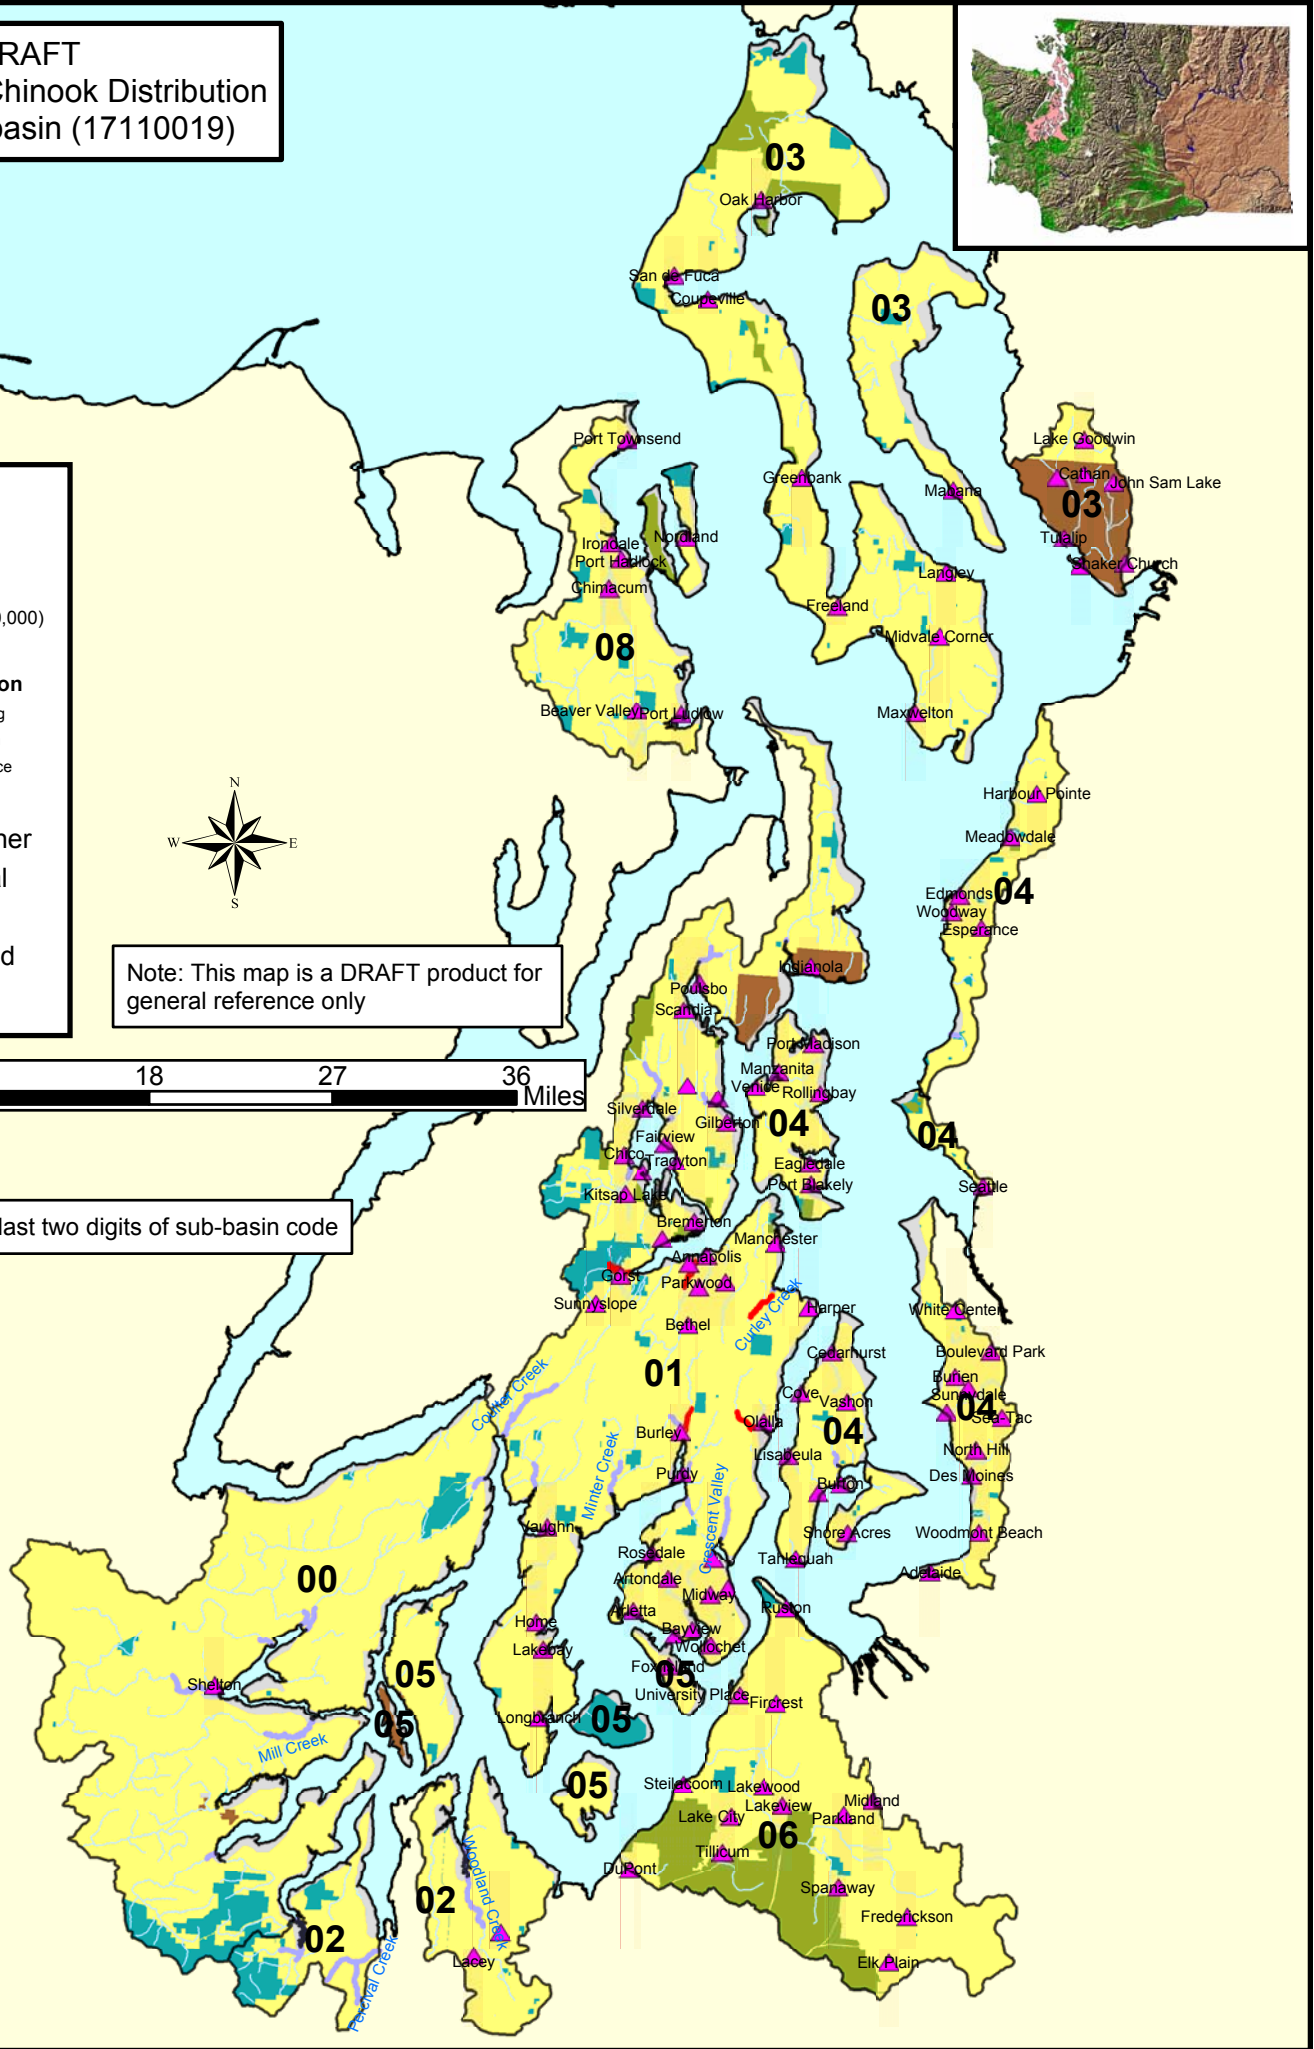 RAFT
Chinook Distribution
basin (17110019)
03
Oak Harbor
San de Fuca
Coupeville
03
Port Townsend
Lake Goodwin
Greenbank
Cathan
John Sam Lake
Mabana
03
Nordland
Irondale
Tulalip
Port Hadlock
Shaker Church
Langley
Chimacum
Freeland
0,000)
Midvale Corner
08
on
g
Beaver Valley
Port Ludlow
Maxwelton
ce
N
W
E
S
Harbour Pointe
Meadowdale
her
l
Edmonds
04
Woodway
Esperance
d
Note: This map is a DRAFT product for
general reference only
Indianola
Poulsbo
Scandia
Port Madison
Manzanita
18
27
36
Miles
Venice
Rollingbay
Silverdale
Gilberton
04
Fairview
04
Chico
Tracyton
Eagledale
Kitsap Lake
Port Blakely
Seattle
last two digits of sub-basin code
Bremerton
Manchester
Annapolis
Gorst
Parkwood
Sunnyslope
Curley Creek
Harper
White Center
Bethel
Cedarhurst
Boulevard Park
01
Burien
Coulter Creek
Cove
Vashon
Sunnydale
04
Sea-Tac
Olalla
Burley
04
Lisabeula
North Hill
Purdy
Minter Creek
Burton
Des Moines
Crescent Valley
Vaughn
Shore Acres
Woodmont Beach
Rosedale
Tahlequah
00
Artondale
Adelaide
Midway
Arletta
Ruston
Home
Bayview
Lakebay
Wollochet
05
Fox Island
05
Shelton
University Place
Fircrest
05
Longbranch
05
Mill Creek
05
Steilacoom
Lakewood
Lakeview
Midland
Lake City
Parkland
06
Tillicum
DuPont
Woodland Creek
Spanaway
02
Frederickson
02
Percival Creek
Lacey
Elk Plain